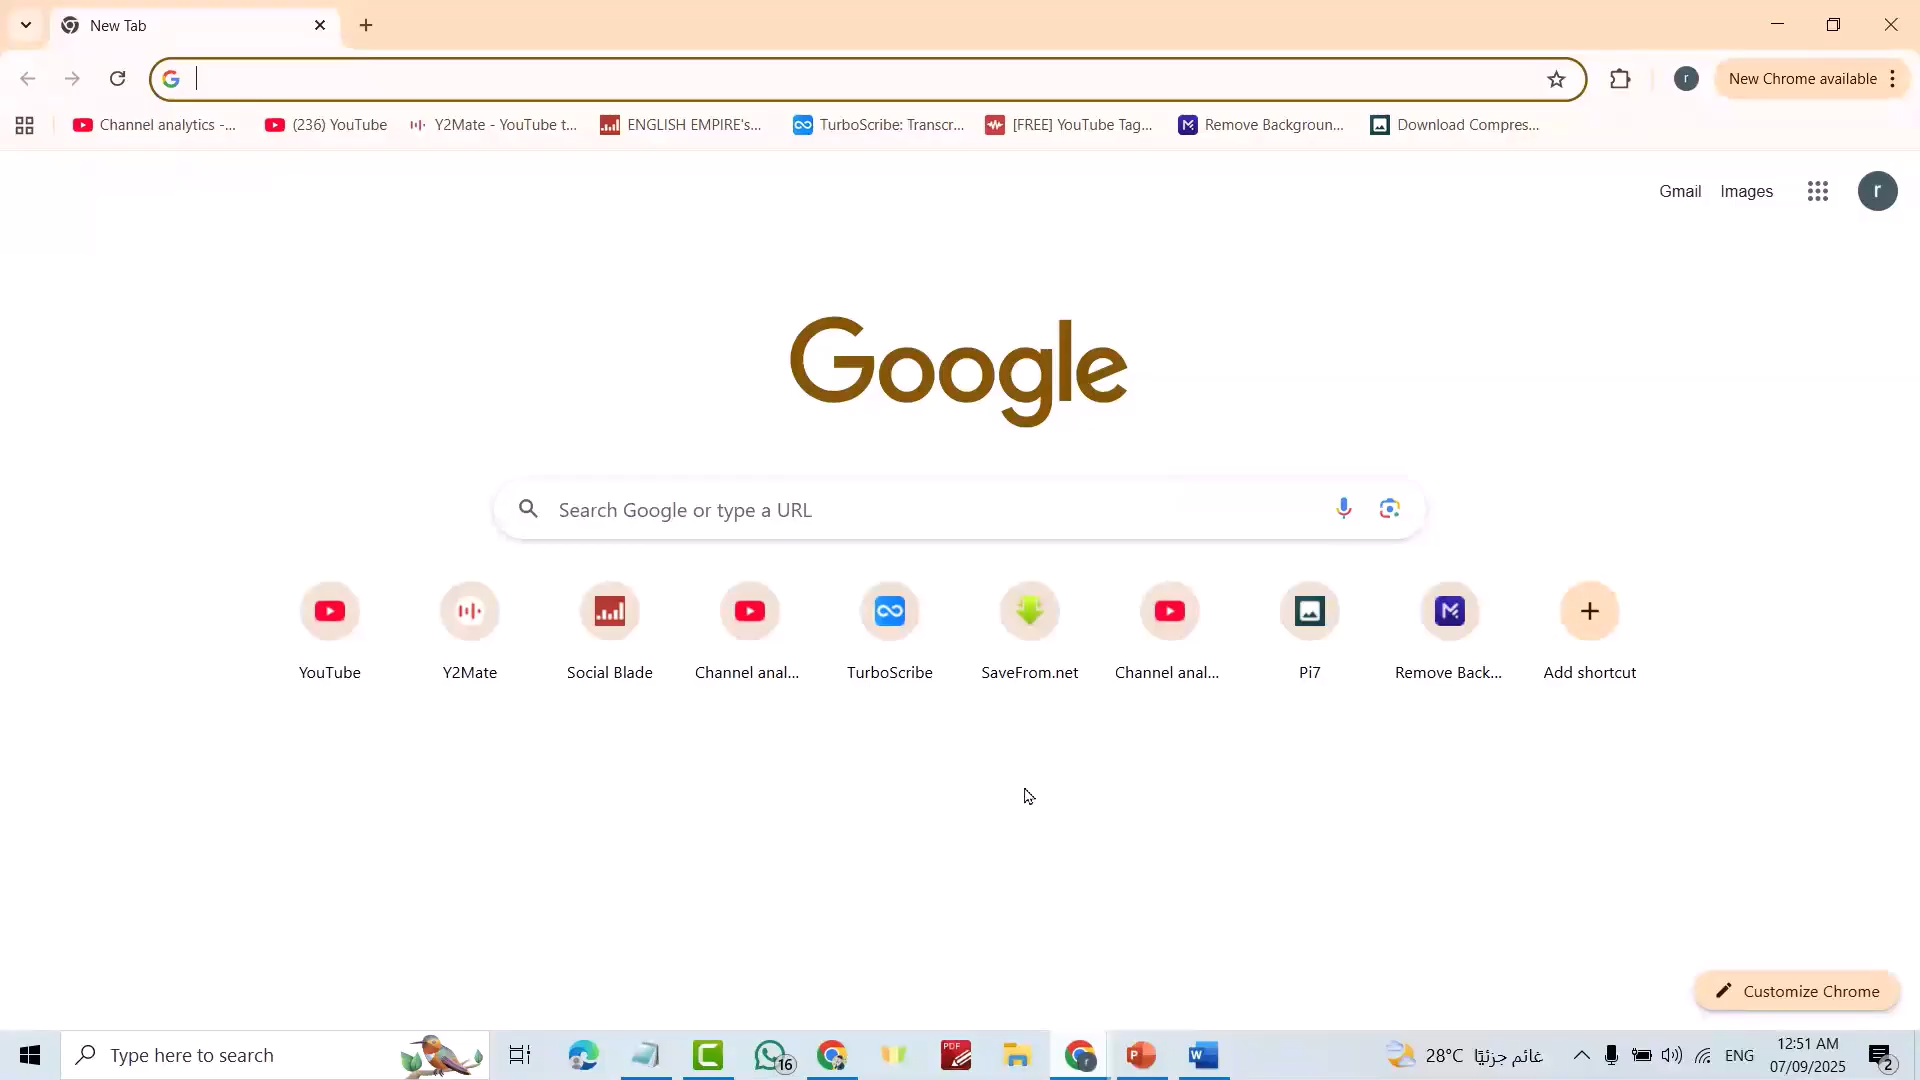 New Tab
New Chrome available
Channel analytics -...
(236) YouTube
Y2Mate - YouTube t...
ENGLISH EMPIRE's...
TurboScribe: Transcr...
[FREE] YouTube Tag...
Remove Backgroun...
Download Compres...
Gmail
Images
r
r
Google
Search Google or type a URL
YouTube
Y2Mate
Social Blade
Channel anal...
TurboScribe
SaveFrom.net
Channel anal...
Pi7
Remove Back...
Add shortcut
Customize Chrome
Type here to search
16
PDF
28°C
غائم جزئيًا
ENG
12:51 AM
07/09/2025
2